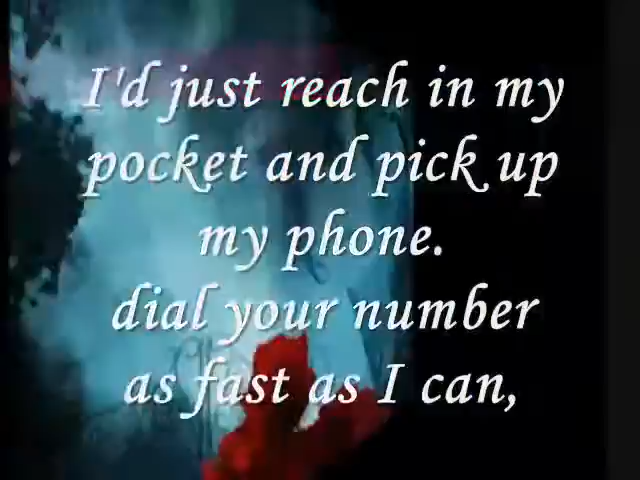 I'd just reach in my
pocket and pick up
my phone.
dial your number
as fast as I can,